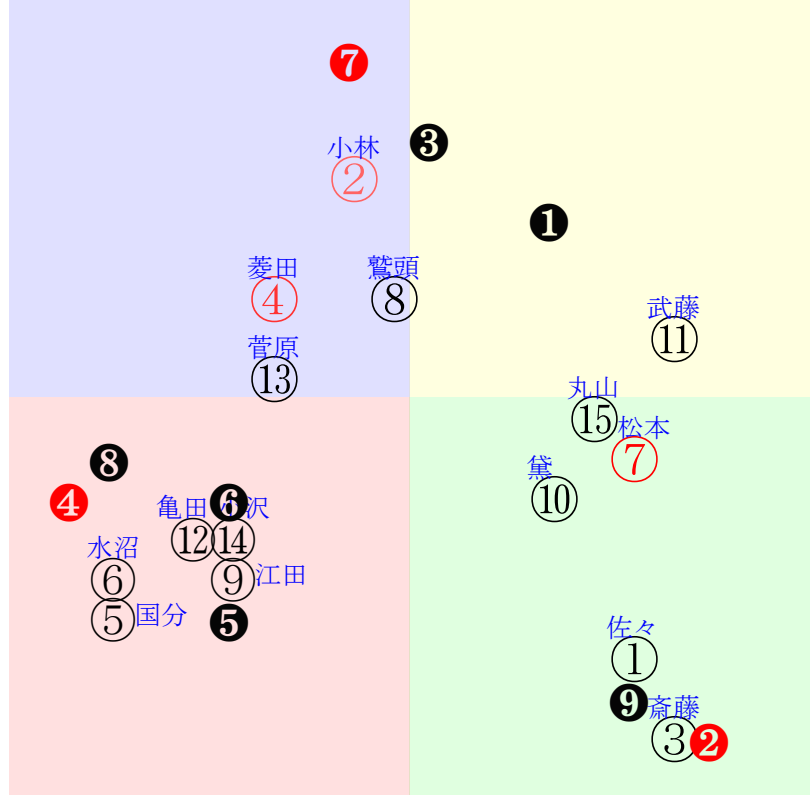 ❼
❸
小林
②
❶
菱田
④
鷲頭
⑧
武藤
⑪
菅原
⑬
丸山
⑮
松本
⑦
❽
黛
⑩
❹
❻
亀田
⑫
沢
⑭
水沼
⑥
⑨江田
⑤国分
❺
佐々
①
❾
斎藤
③
❷